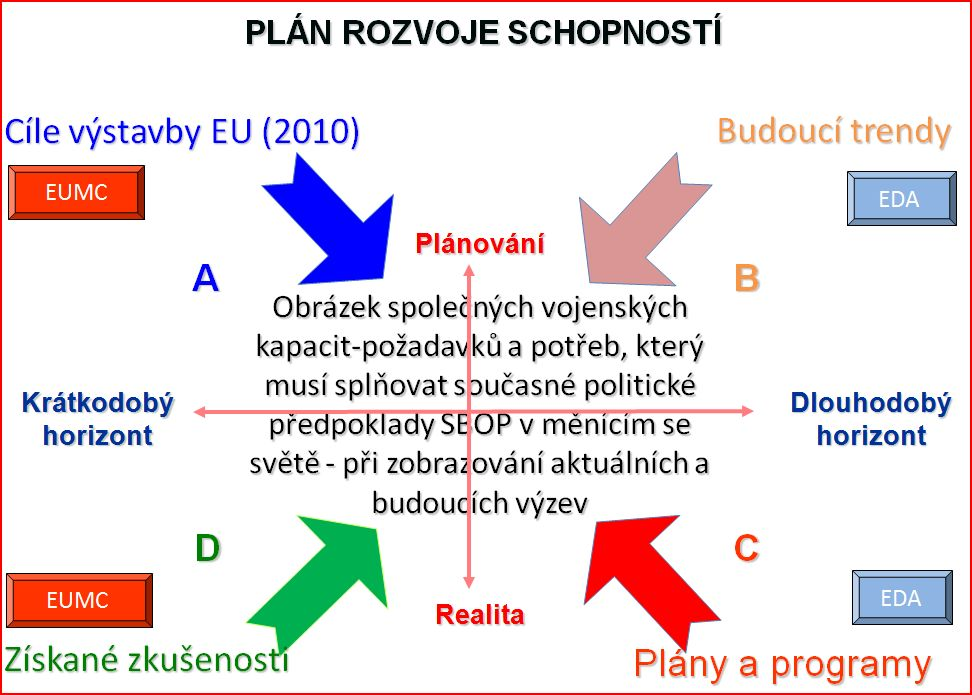 PLÁN ROZVOJE SCHOPNOSTÍ
Cíle výstavby EU (2010)
Budoucí trendy
EUMC
EDA
Plánování
A
B
Obrázek společných vojenských
kapacit-požadavků a potřeb, který
musí splňovat současné politické
předpoklady SBOP v měnícím se
světě - při zobrazování aktuálních a
budoucích výzev
Krátkodobý
horizont
Dlouhodobý
horizont
D
C
EUMC
EDA
Realita
Získané zkušenosti
Plány a programy